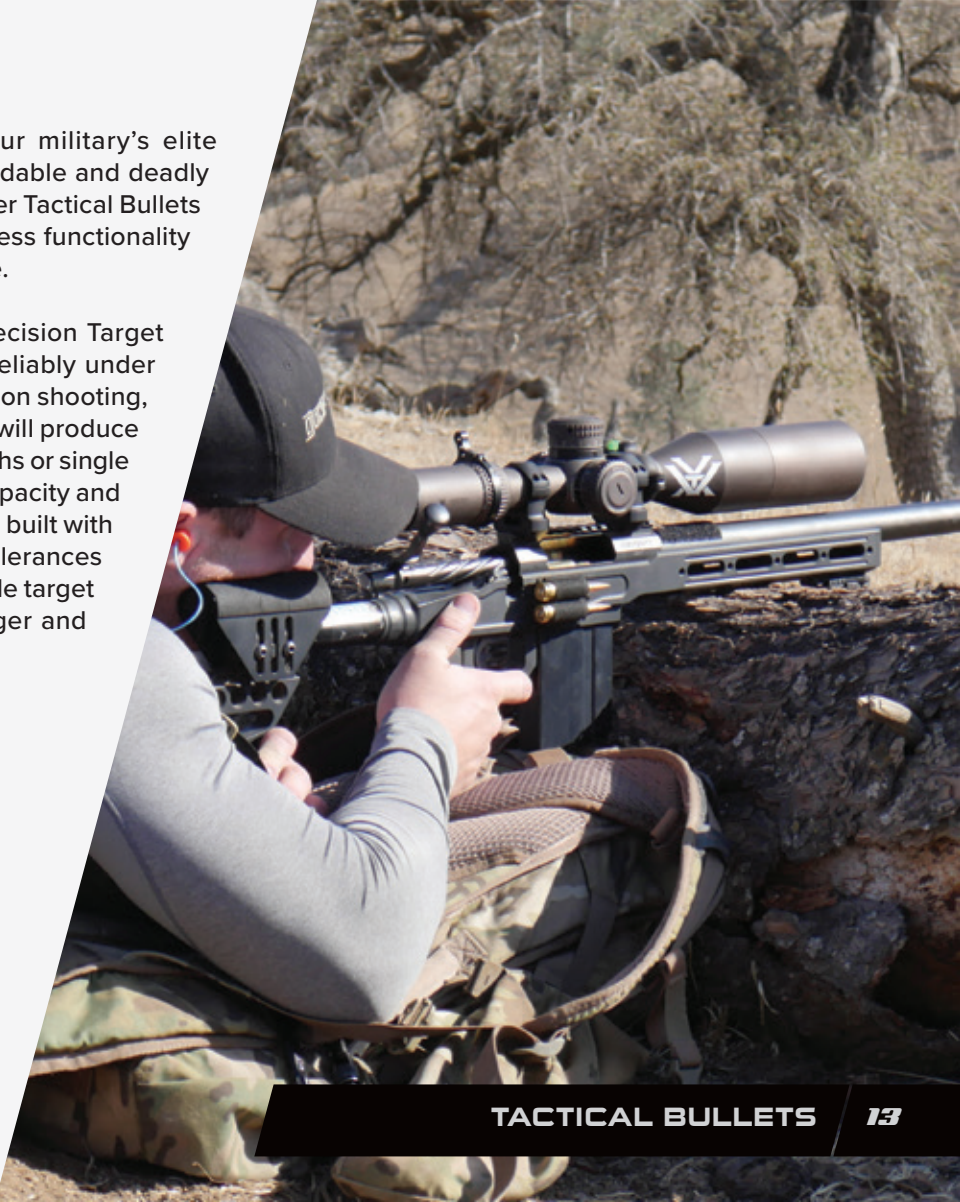 ur military’s elite
dable and deadly
er Tactical Bullets
ess functionality
e.
ecision Target
eliably under
on shooting,
will produce
hs or single
pacity and
built with
lerances
le target
ger and
TACTICAL BULLETS 13